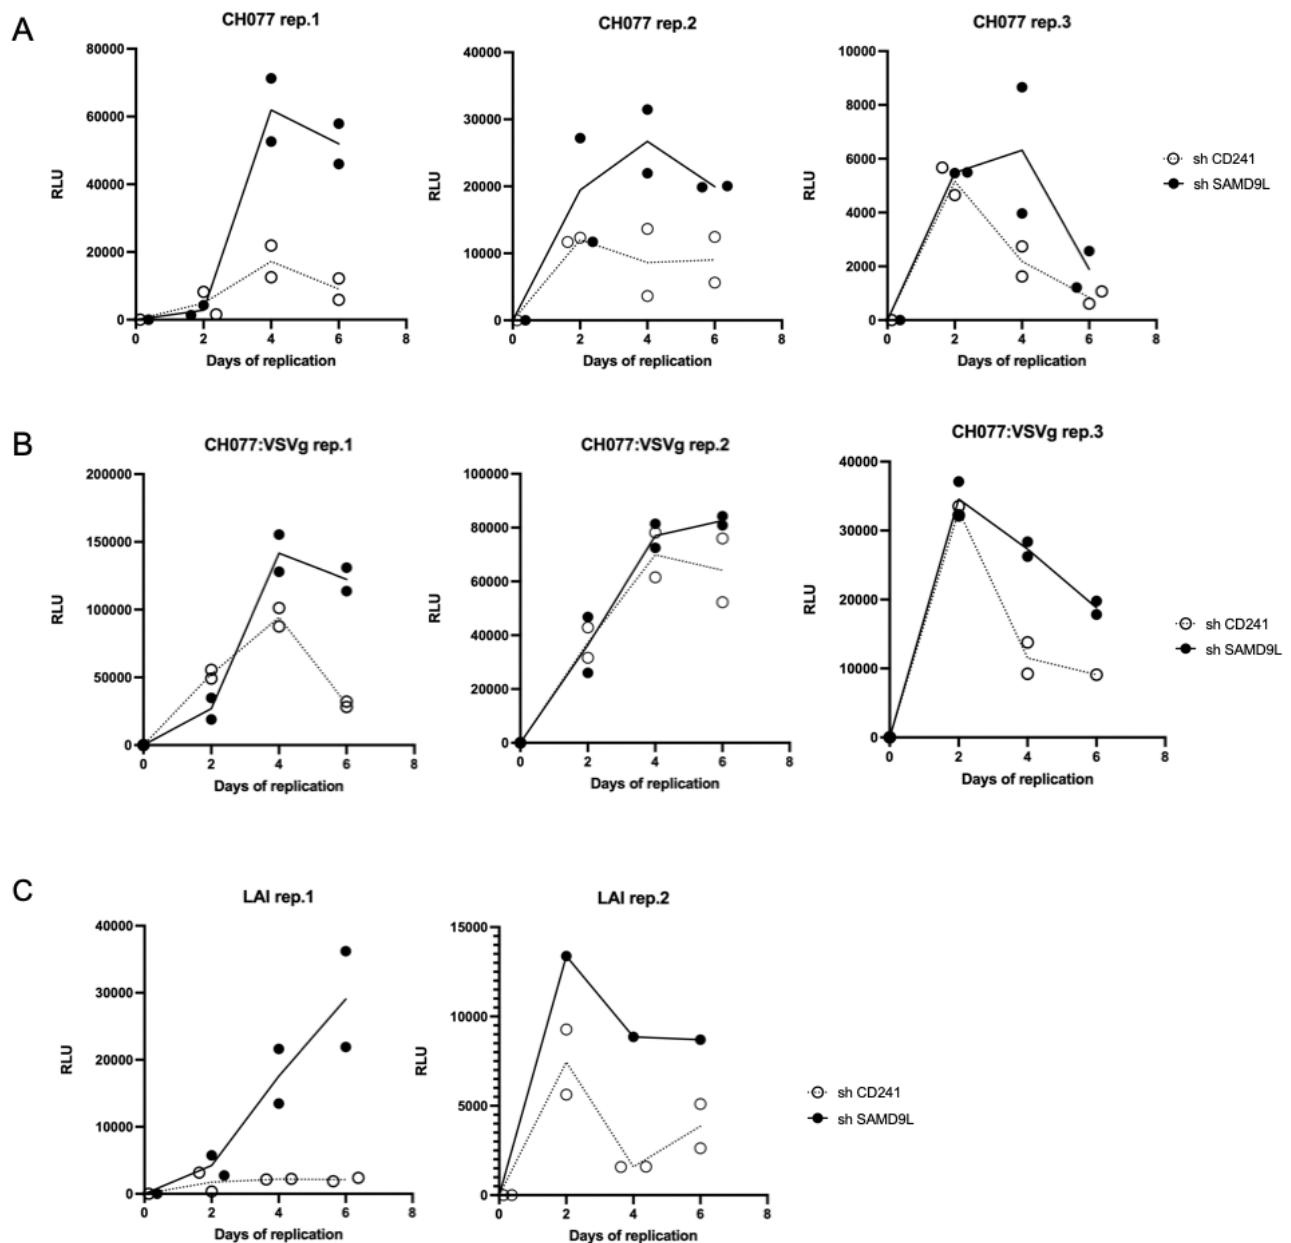 A
CH077 rep.1
80000
60000
40000
20000
0
RLU
0 2 4 6 8
Days of replication
CH077 rep.2
40000
30000
20000
10000
0
RLU
0 2 4 6 8
Days of replication
CH077 rep.3
10000
8000
6000
4000
2000
0
RLU
0 2 4 6 8
Days of replication
sh CD241
sh SAMD9L
B
CH077:VSVg rep.1
200000
150000
100000
50000
0
RLU
0 2 4 6 8
Days of replication
CH077:VSVg rep.2
100000
80000
60000
40000
20000
0
RLU
0 2 4 6 8
Days of replication
CH077:VSVg rep.3
40000
30000
20000
10000
0
RLU
0 2 4 6 8
Days of replication
sh CD241
sh SAMD9L
C
LAI rep.1
40000
30000
20000
10000
0
RLU
0 2 4 6 8
Days of replication
LAI rep.2
15000
10000
5000
0
RLU
0 2 4 6 8
Days of replication
sh CD241
sh SAMD9L